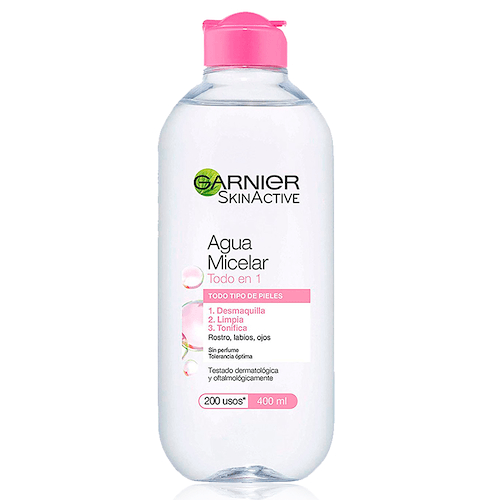 GARNIER
SKINACTIVE
Agua
Micelar
Todo en 1
TODO TIPO DE PIELES
1. Desmaquilla
2. Limpia
3. Tonifica
Rostro, labios, ojos
Sin perfume
Tolerancia óptima
Testado dermatológica
y oftalmológicamente
200 usos* 400 ml